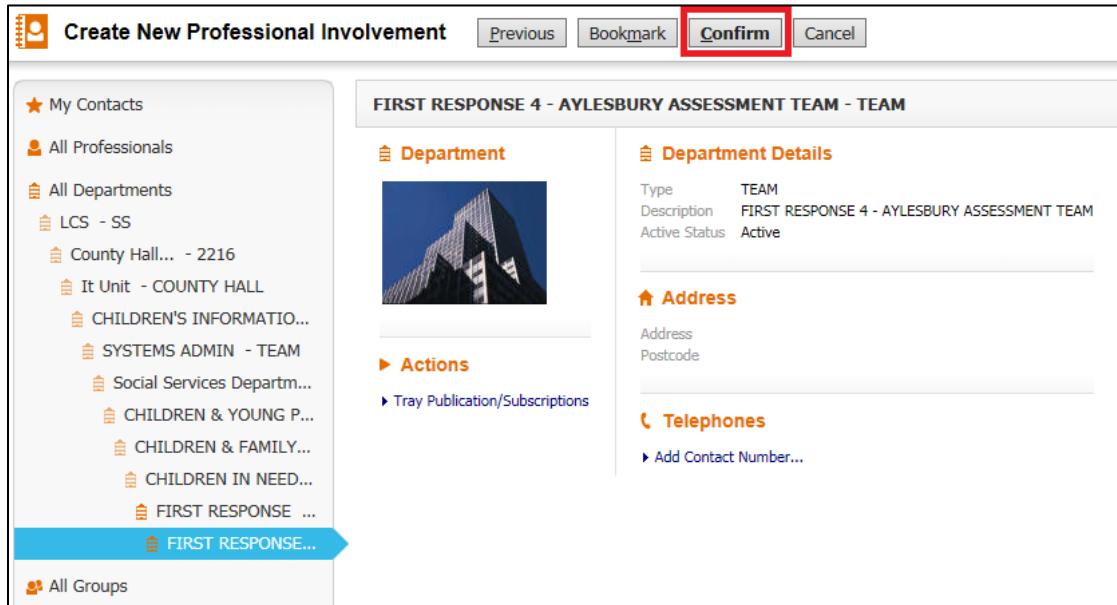 Create New Professional Involvement Previous Bookmark Confirm Cancel
My Contacts
All Professionals
All Departments
LCS - SS
County Hall... - 2216
It Unit - COUNTY HALL
CHILDREN'S INFORMATIO...
SYSTEMS ADMIN - TEAM
Social Services Departm...
CHILDREN & YOUNG P...
CHILDREN & FAMILY...
CHILDREN IN NEED...
FIRST RESPONSE ...
FIRST RESPONSE...
All Groups
FIRST RESPONSE 4 - AYLESBURY ASSESSMENT TEAM - TEAM
Department
Actions
Tray Publication/Subscriptions
Department Details
Type TEAM
Description FIRST RESPONSE 4 - AYLESBURY ASSESSMENT TEAM
Active Status Active
Address
Address
Postcode
Telephones
Add Contact Number...